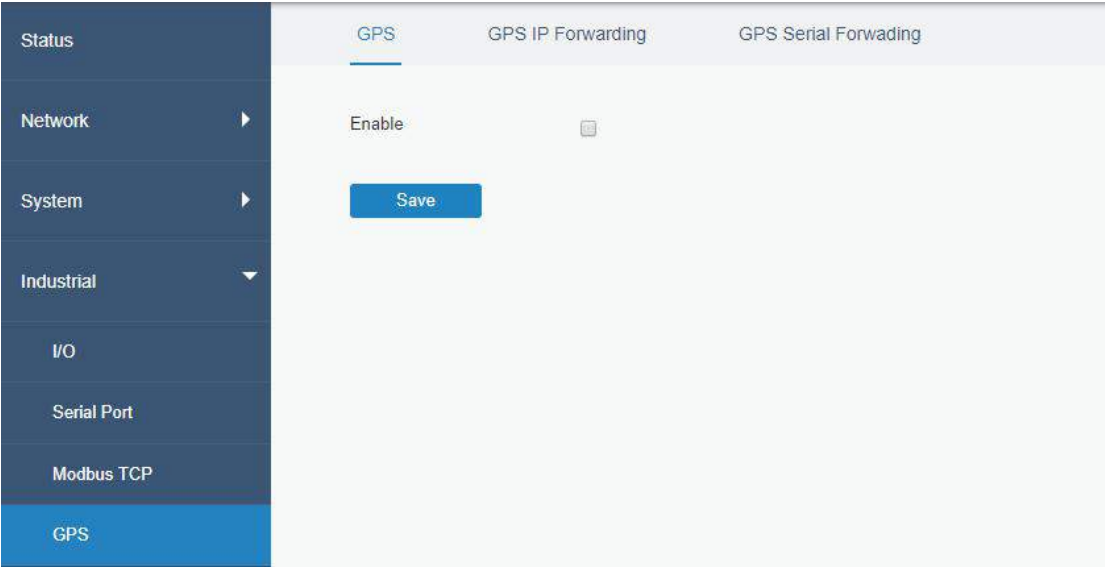 Status
Network
System
Industrial
I/O
Serial Port
Modbus TCP
GPS
GPS GPS IP Forwarding GPS Serial Forwading
Enable
Save